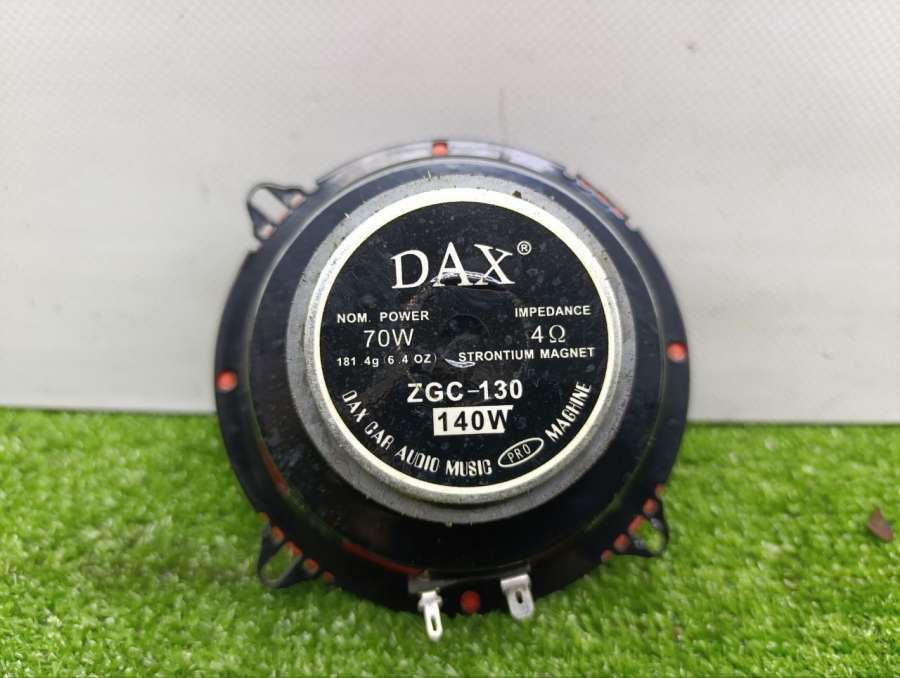 DAX®
NOM. POWER
IMPEDANCE
70W
4Ω
181.4g(6.4 OZ)
STRONTIUM MAGNET
ZGC-130
140W
DAX CAR AUDIO MUSIC PRO MACHINE